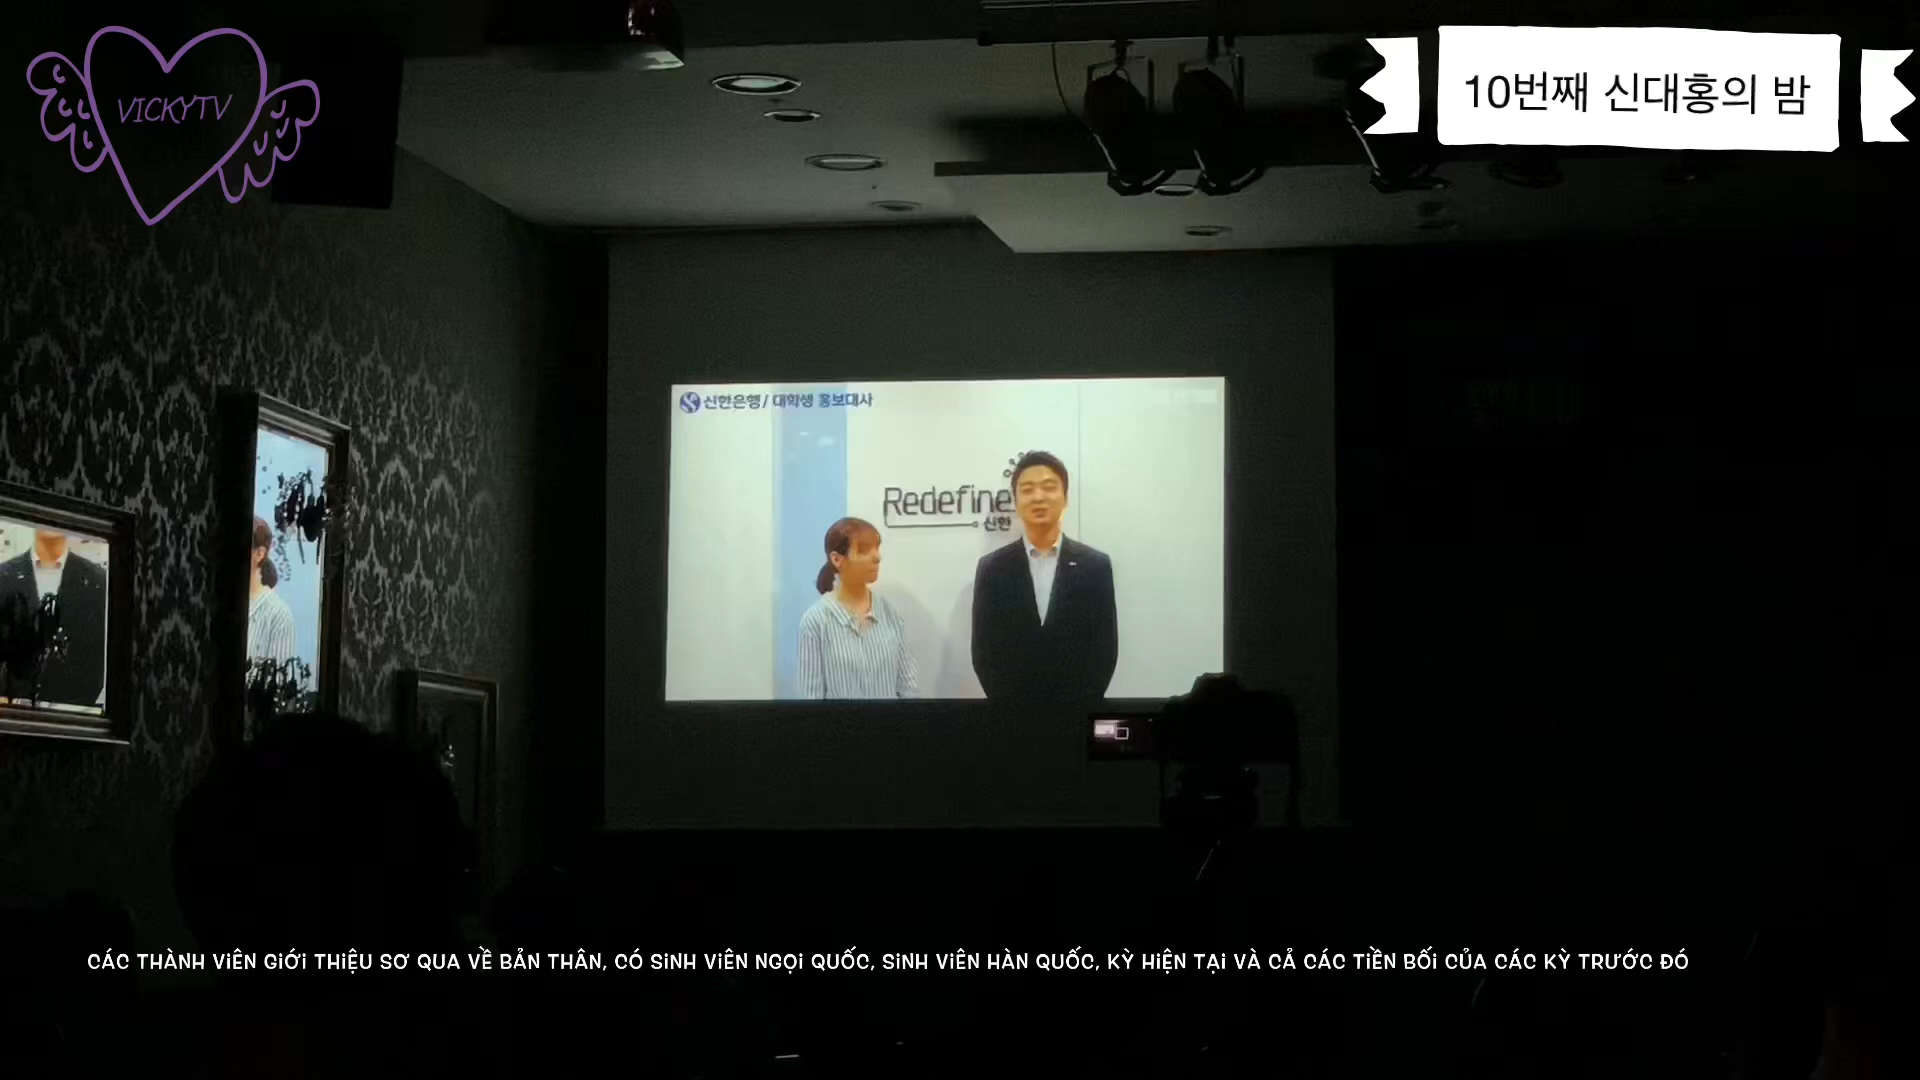 VICKYTV
10번째 신대홍의 밤
신한은행/ 대학생 홍보대사
Redefine
신한
CÁC THÀNH VIÊN GIỚI THIỆU SƠ QUA VỀ BẢN THÂN, CÓ SINH VIÊN NGỌI QUỐC, SINH VIÊN HÀN QUỐC, KỲ HIỆN TẠI VÀ CẢ CÁC TIỀN BỐI CỦA CÁC KỲ TRƯỚC ĐÓ